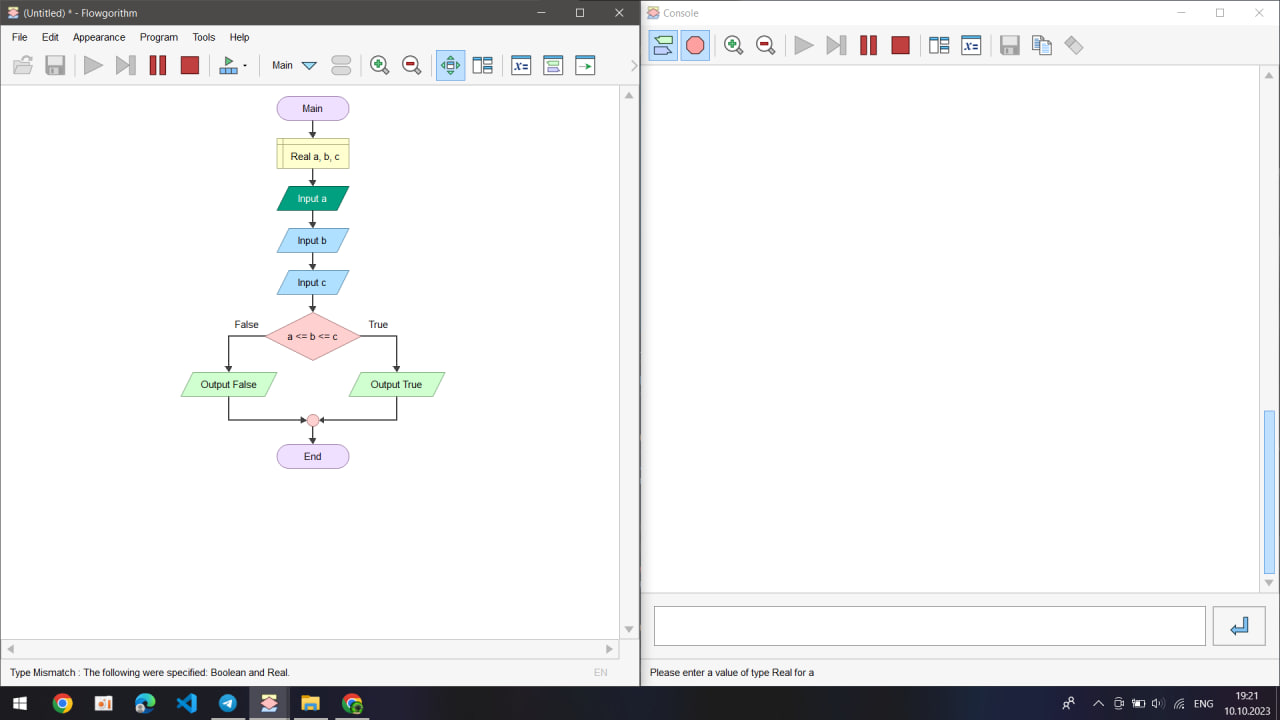 (Untitled) * - Flowgorithm
File Edit Appearance Program Tools Help
Main
x=
Main
Real a, b, c
Input a
Input b
Input c
False
True
a <= b <= c
Output False
Output True
End
Type Mismatch : The following were specified: Boolean and Real.
EN
Console
x=
Please enter a value of type Real for a
ENG
19:21
10.10.2023